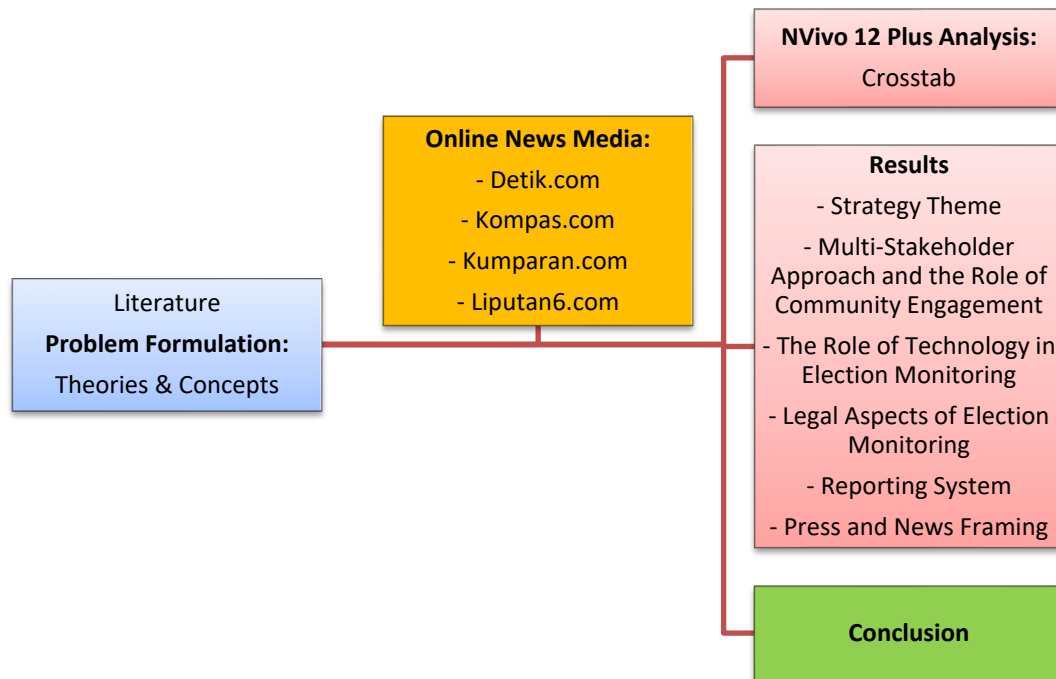 Literature
Problem Formulation:
Theories & Concepts
Online News Media:
- Detik.com
- Kompas.com
- Kumparan.com
- Liputan6.com
NVivo 12 Plus Analysis:
Crosstab
Results
- Strategy Theme
- Multi-Stakeholder
Approach and the Role of
Community Engagement
- The Role of Technology in
Election Monitoring
- Legal Aspects of Election
Monitoring
- Reporting System
- Press and News Framing
Conclusion